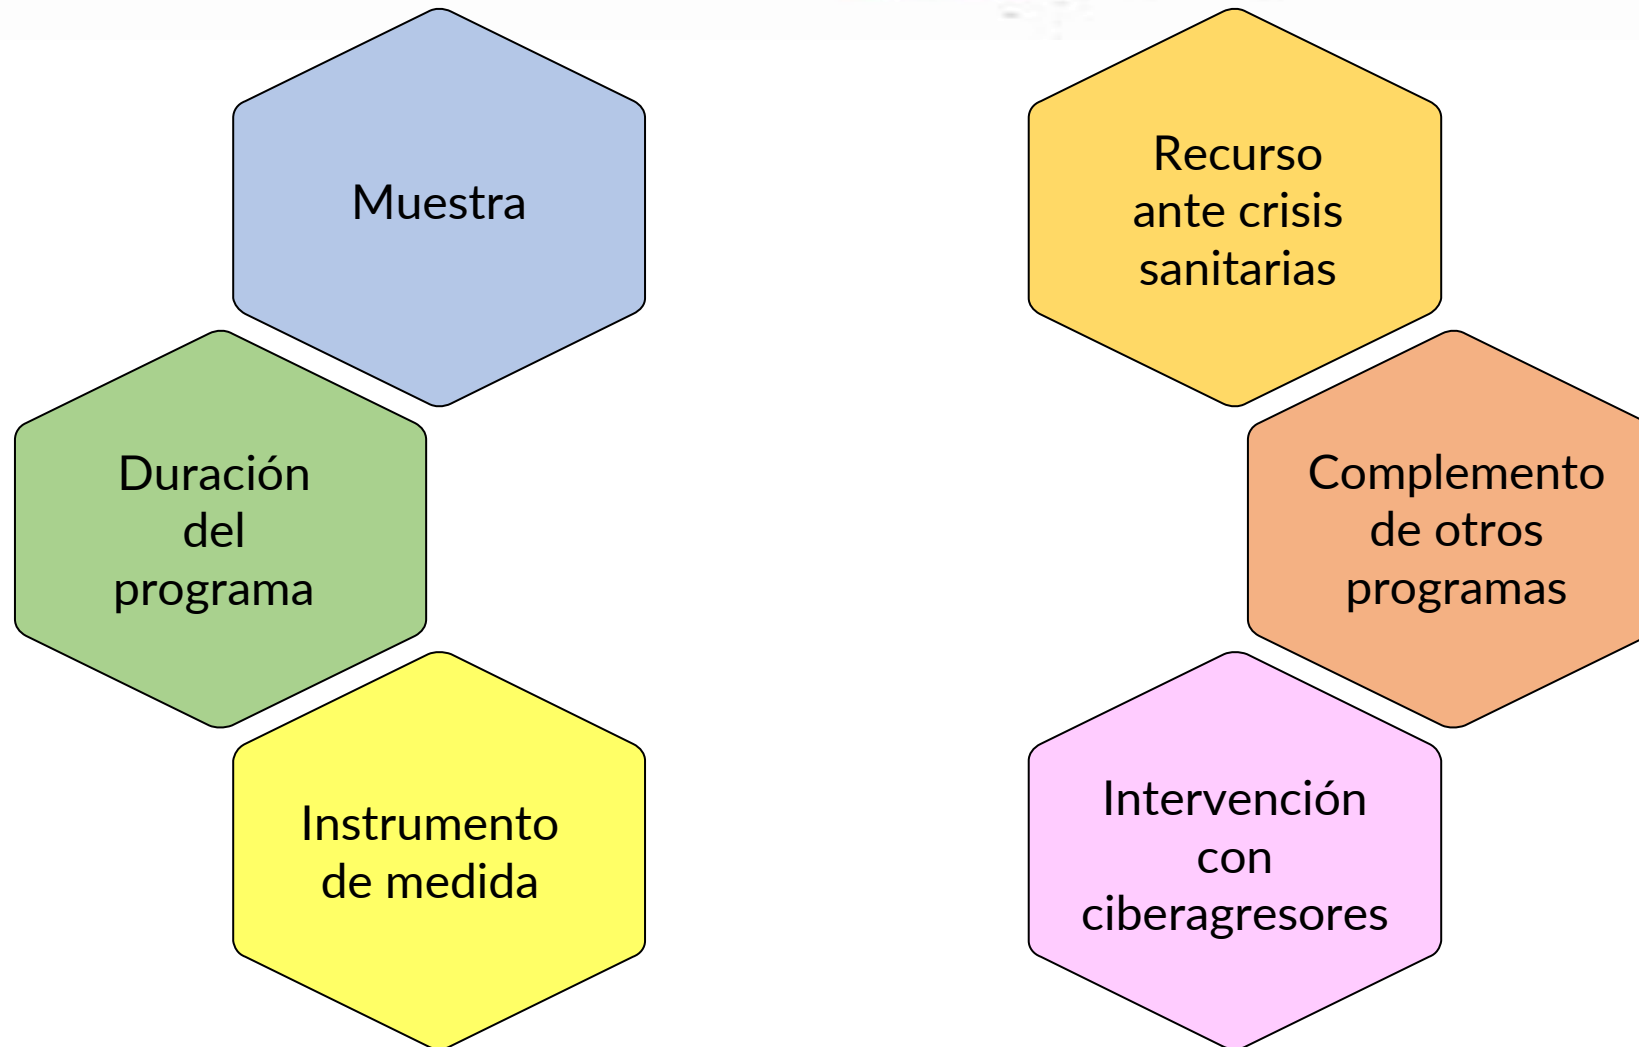 Muestra
Duración
del
programa
Instrumento
de medida
Recurso
ante crisis
sanitarias
Complemento
de otros
programas
Intervención
con
ciberagresores